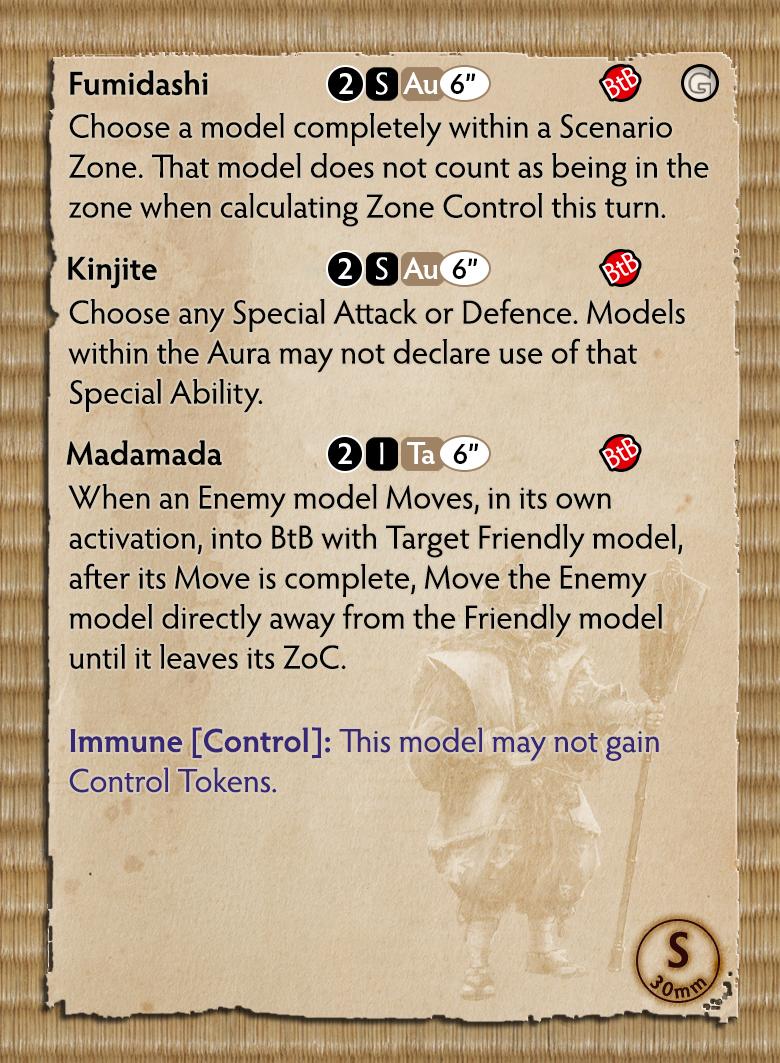 Fumidashi 2 S Au 6" BtB G
Choose a model completely within a Scenario
Zone. That model does not count as being in the
zone when calculating Zone Control this turn.
Kinjite 2 S Au 6" BtB
Choose any Special Attack or Defence. Models
within the Aura may not declare use of that
Special Ability.
Madamada 2 I Ta 6" BtB
When an Enemy model Moves, in its own
activation, into BtB with Target Friendly model,
after its Move is complete, Move the Enemy
model directly away from the Friendly model
until it leaves its ZoC.
Immune [Control]: This model may not gain
Control Tokens.
S
30mm